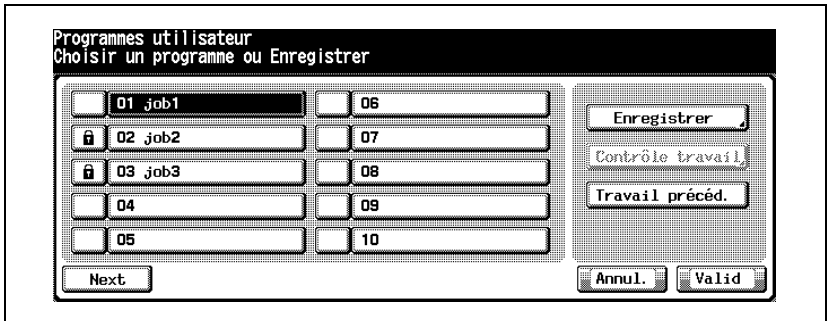 Programmes utilisateur
Choisir un programme ou Enregistrer
01 job1
02 job2
03 job3
04
05
06
07
08
09
10
Enregistrer
Contrôle travail
Travail précéd.
Next
Annul.
Valid